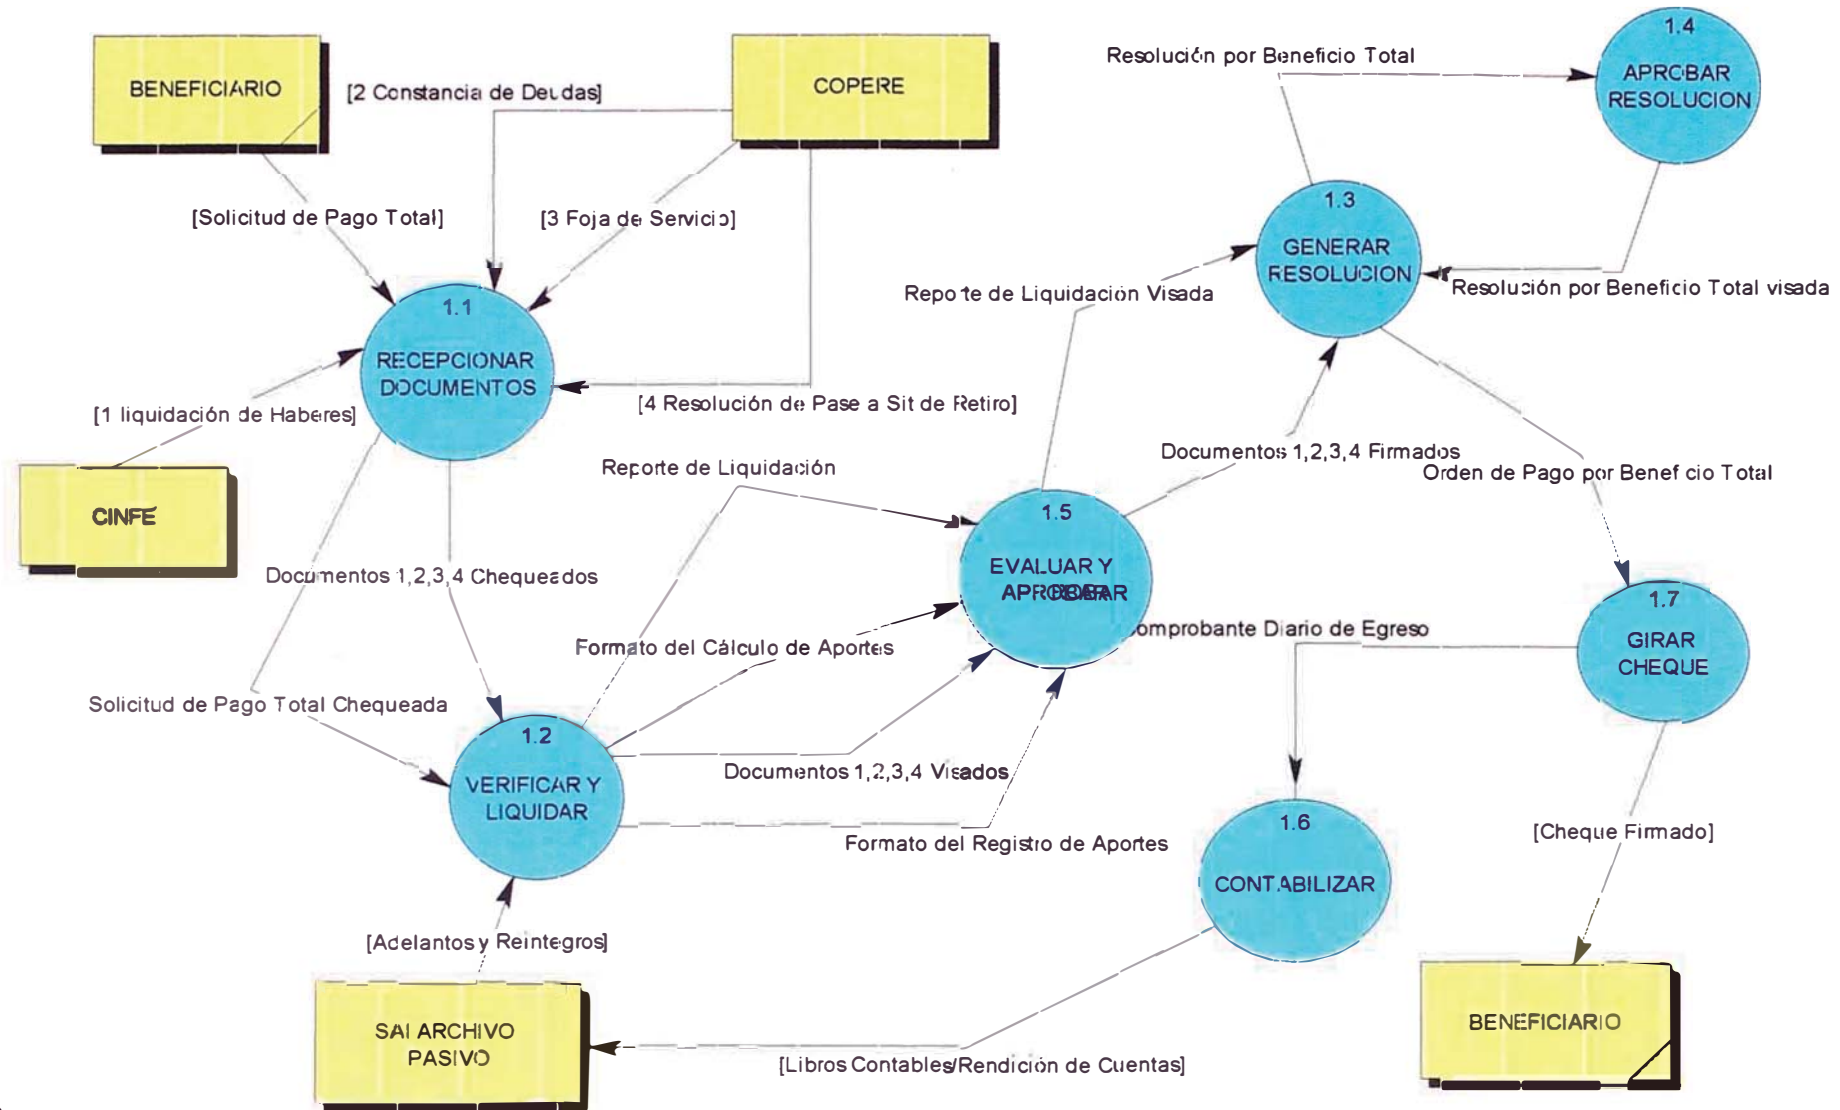 1.4
APROBAR
RESOLUCION
Resolución por Beneficio Total
BENEFICIARIO
[2 Constancia de Deudas]
COPERE
[Solicitud de Pago Total]
[3 Foja de Servicio]
1.3
GENERAR
RESOLUCION
Resolución por Beneficio Total visada
Reporte de Liquidación Visada
1.1
RECEPCIONAR
DOCUMENTOS
[1 liquidación de Haberes]
[4 Resolución de Pase a Sit de Retiro]
CINFE
Reporte de Liquidación
Documentos 1,2,3,4 Firmados
Orden de Pago por Beneficio Total
1.5
EVALUAR Y
APROBAR
Documentos 1,2,3,4 Chequeados
1.7
GIRAR
CHEQUE
omprobante Diario de Egreso
Formato del Cálculo de Aportes
Solicitud de Pago Total Chequeada
1.2
VERIFICAR Y
LIQUIDAR
Documentos 1,2,3,4 Visados
Formato del Registro de Aportes
1.6
CONTABILIZAR
[Cheque Firmado]
[Adelantos y Reintegros]
SAI ARCHIVO
PASIVO
BENEFICIARIO
[Libros Contables/Rendición de Cuentas]